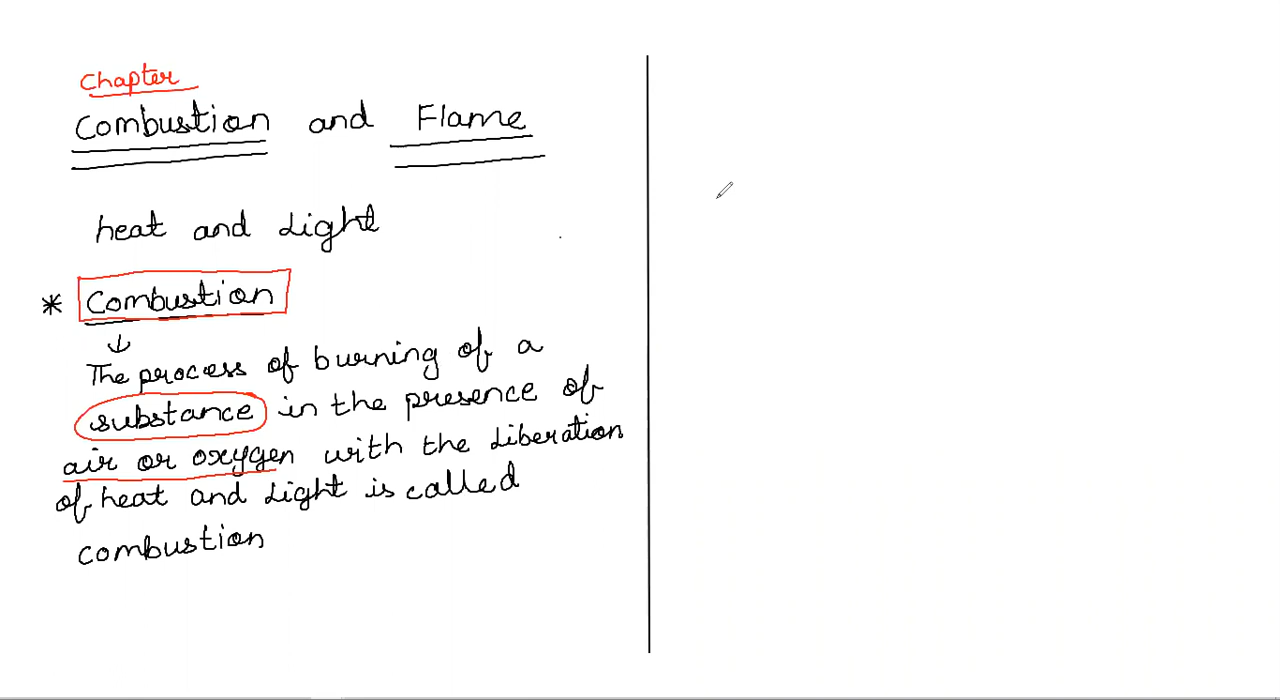 Chapter
Combustion and Flame
heat and Light
* Combustion
↓
The process of burning of a
substance in the presence of
air or oxygen with the Liberation
of heat and Light is called
combustion